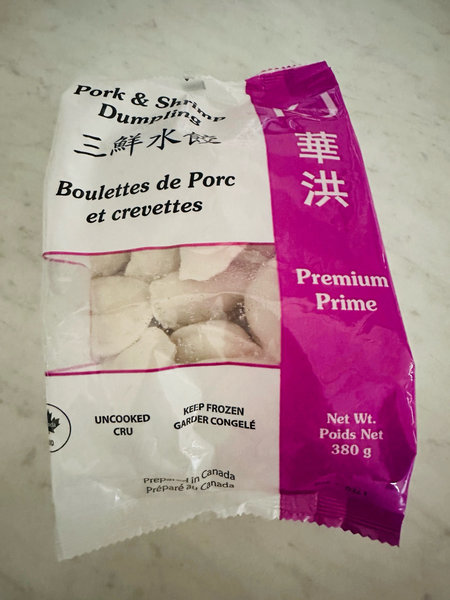 Pork & Shrimp
Dumpling
三鮮水餃
Boulettes de Porc
et crevettes
華
洪
Premium
Prime
UNCOOKED
CRU
KEEP FROZEN
GARDER CONGELÉ
Net Wt.
Poids Net
380 g
Prepared in Canada
Préparé au Canada